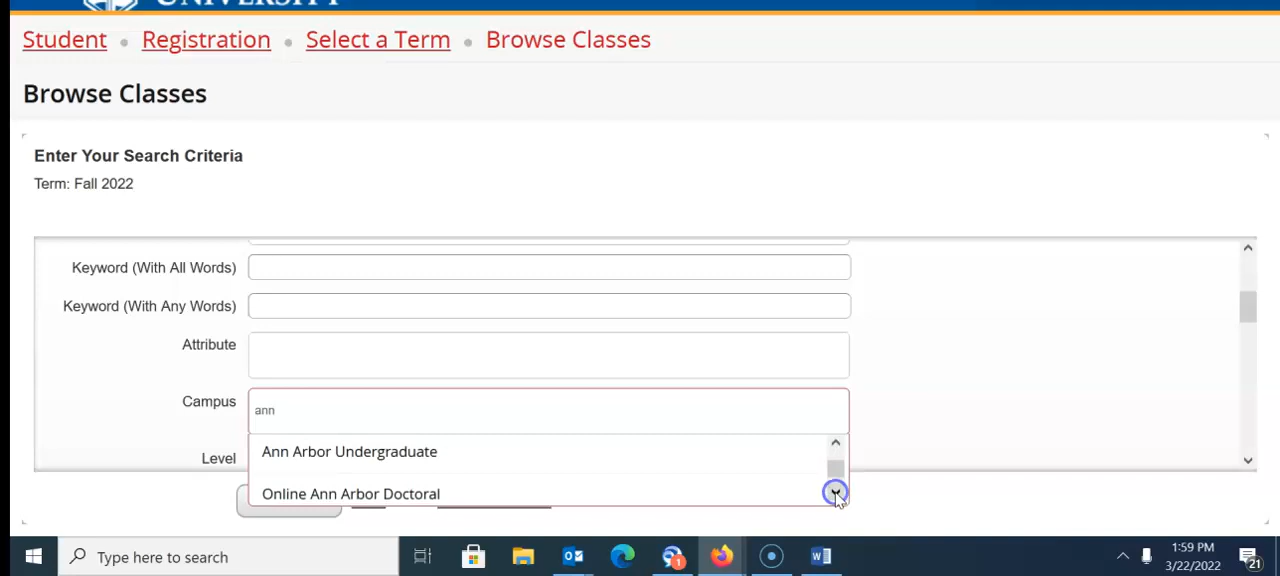 UNIVERSITY
Student • Registration • Select a Term • Browse Classes
Browse Classes
Enter Your Search Criteria
Term: Fall 2022
Keyword (With All Words)
Keyword (With Any Words)
Attribute
Campus ann
Ann Arbor Undergraduate
Level
Online Ann Arbor Doctoral
Type here to search
1
1:59 PM
3/22/2022
21